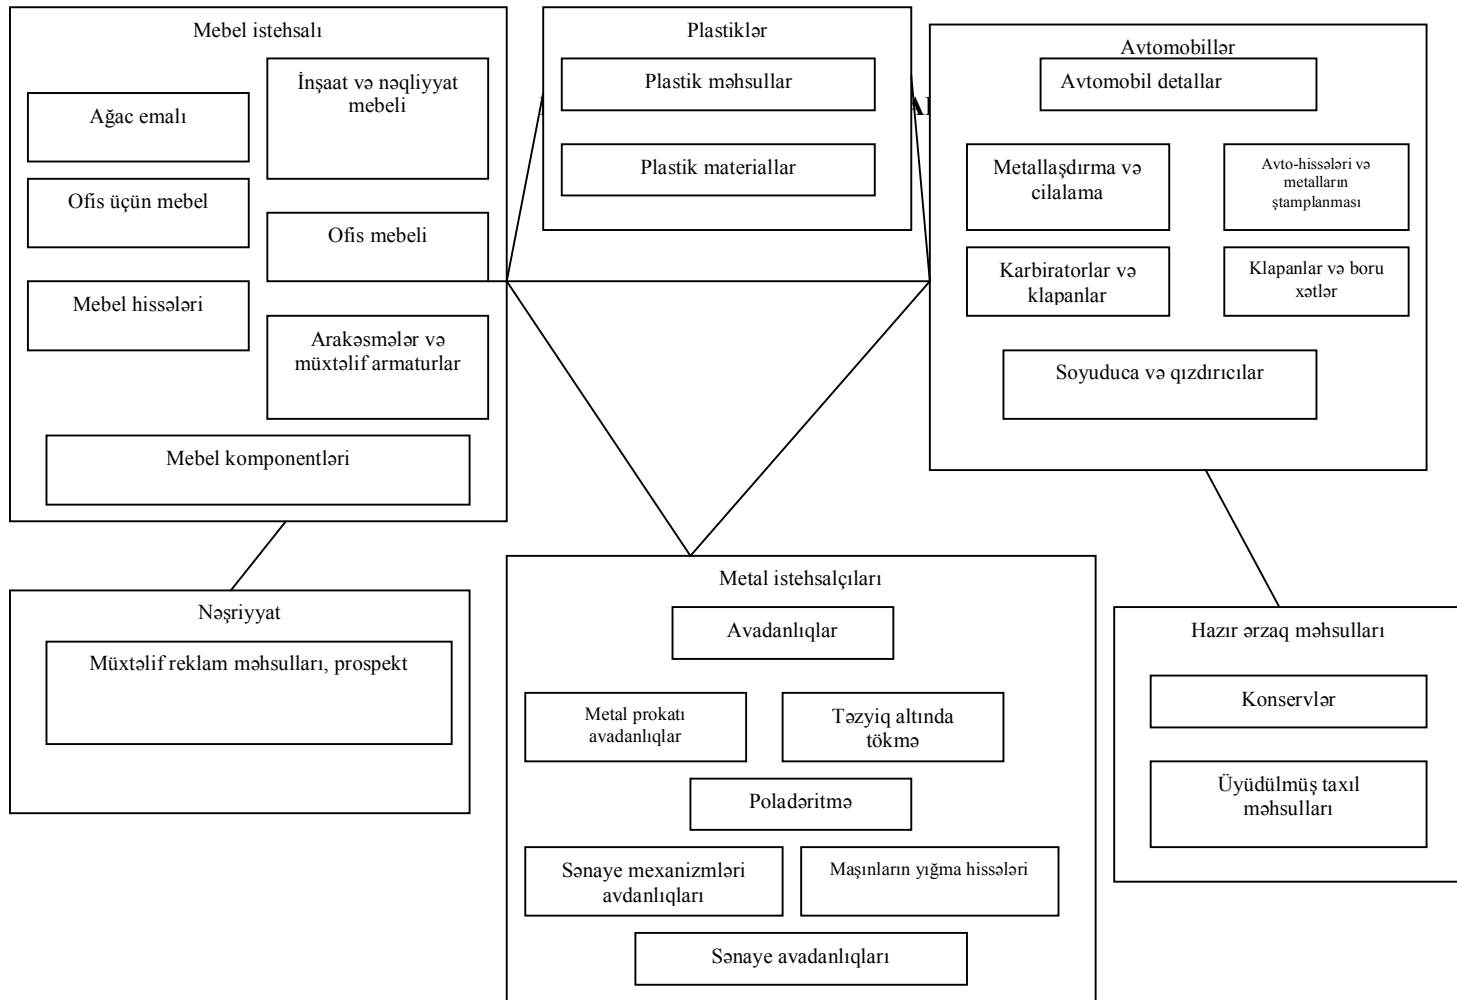 Mebel istehsalı
İnşaat və nəqliyyat
mebeli
Ağac emalı
Ofis üçün mebel
Ofis mebeli
Mebel hissələri
Arakəsmələr və
müxtəlif armaturlar
Mebel komponentləri
Plastiklər
Plastik məhsullar
Plastik materiallar
Avtomobillər
Avtomobil detallar
Metallaşdırma və
cilalama
Avto-hissələri və
metalların
ştamplanması
Karbiratorlar və
klapanlar
Klapanlar və boru
xətlər
Soyuduca və qızdırıcılar
Nəşriyyat
Müxtəlif reklam məhsulları, prospekt
Metal istehsalçıları
Avadanlıqlar
Metal prokatı
avadanlıqlar
Təzyiq altında
tökmə
Poladəritmə
Sənaye mexanizmləri
avdanlıqları
Maşınların yığma hissələri
Sənaye avadanlıqları
Hazır ərzaq məhsulları
Konservlər
Üyüdülmüş taxıl
məhsulları